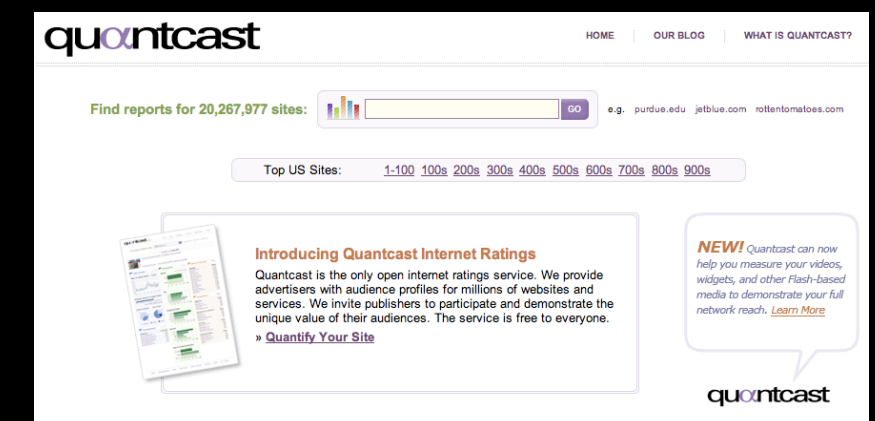 quantcast
HOME OUR BLOG WHAT IS QUANTCAST?
Find reports for 20,267,977 sites: GO e.g. purdue.edu jetblue.com rottentomatoes.com
Top US Sites: 1-100 100s 200s 300s 400s 500s 600s 700s 800s 900s
Introducing Quantcast Internet Ratings
Quantcast is the only open internet ratings service. We provide
advertisers with audience profiles for millions of websites and
services. We invite publishers to participate and demonstrate the
unique value of their audiences. The service is free to everyone.
» Quantify Your Site
NEW! Quantcast can now
help you measure your videos,
widgets, and other Flash-based
media to demonstrate your full
network reach. Learn More
quantcast